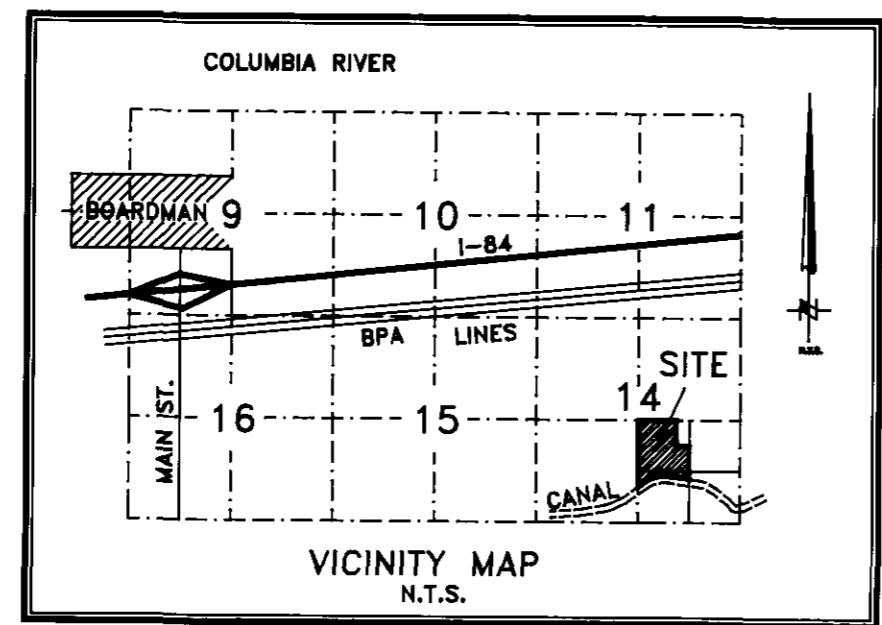 COLUMBIA RIVER
BOARDMAN 9
10
11
I-84
BPA LINES
SITE
14
MAIN ST.
16
15
CANAL
VICINITY MAP
N.T.S.